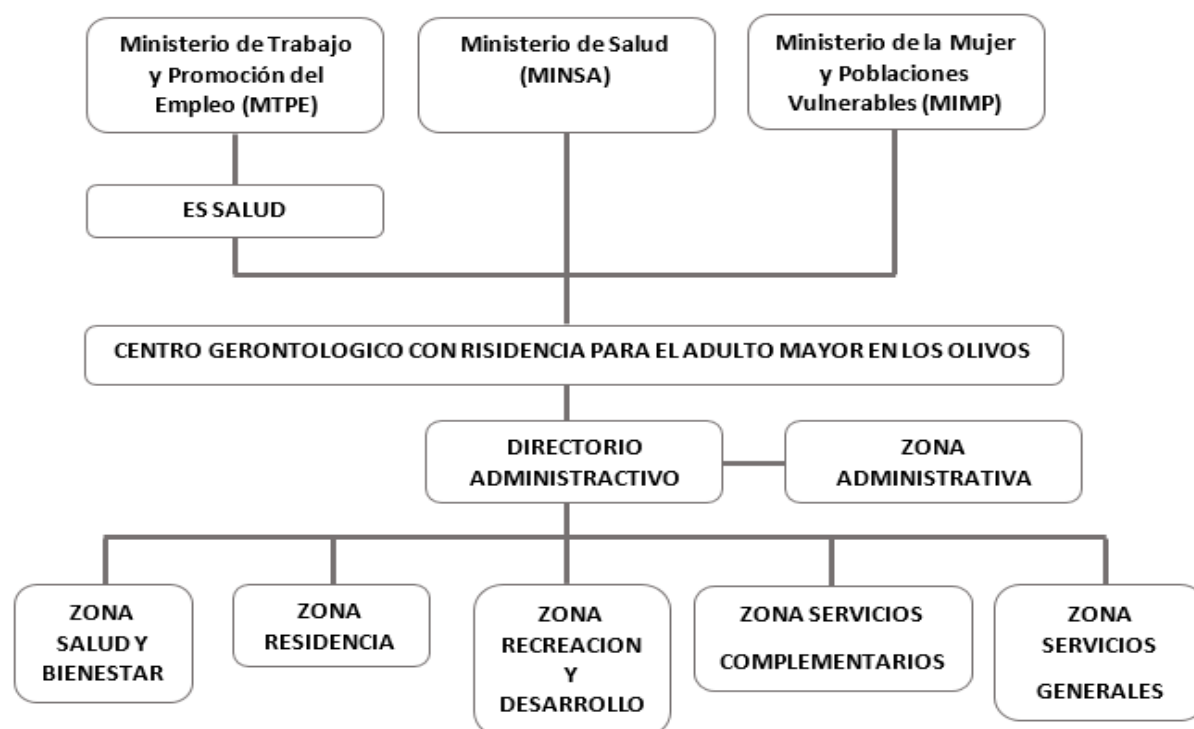 Ministerio de Trabajo
y Promoción del
Empleo (MTPE)
Ministerio de Salud
(MINSA)
Ministerio de la Mujer
y Poblaciones
Vulnerables (MIMP)
ES SALUD
CENTRO GERONTOLOGICO CON RISIDENCIA PARA EL ADULTO MAYOR EN LOS OLIVOS
DIRECTORIO
ADMINISTRACTIVO
ZONA
ADMINISTRATIVA
ZONA
SALUD Y
BIENESTAR
ZONA
RESIDENCIA
ZONA
RECREACION
Y
DESARROLLO
ZONA SERVICIOS
COMPLEMENTARIOS
ZONA
SERVICIOS
GENERALES